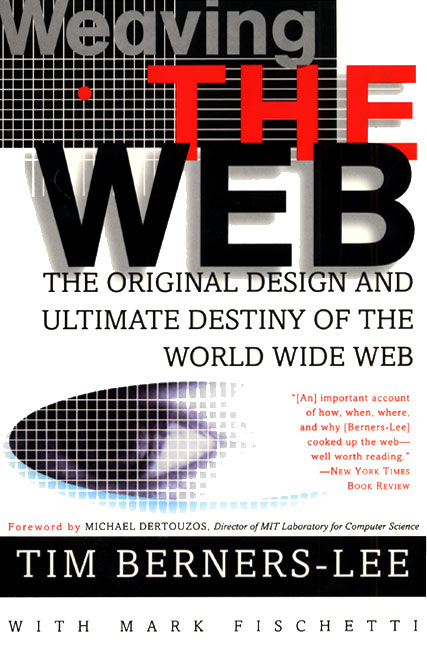 Weaving
THE
WEB
THE ORIGINAL DESIGN AND
ULTIMATE DESTINY OF THE
WORLD WIDE WEB
"[An] important account
of how, when, where,
and why [Berners-Lee]
cooked up the web—
well worth reading."
—NEW YORK TIMES
BOOK REVIEW
Foreword by MICHAEL DERTOUZOS, Director of MIT Laboratory for Computer Science
TIM BERNERS-LEE
WITH MARK FISCHETTI